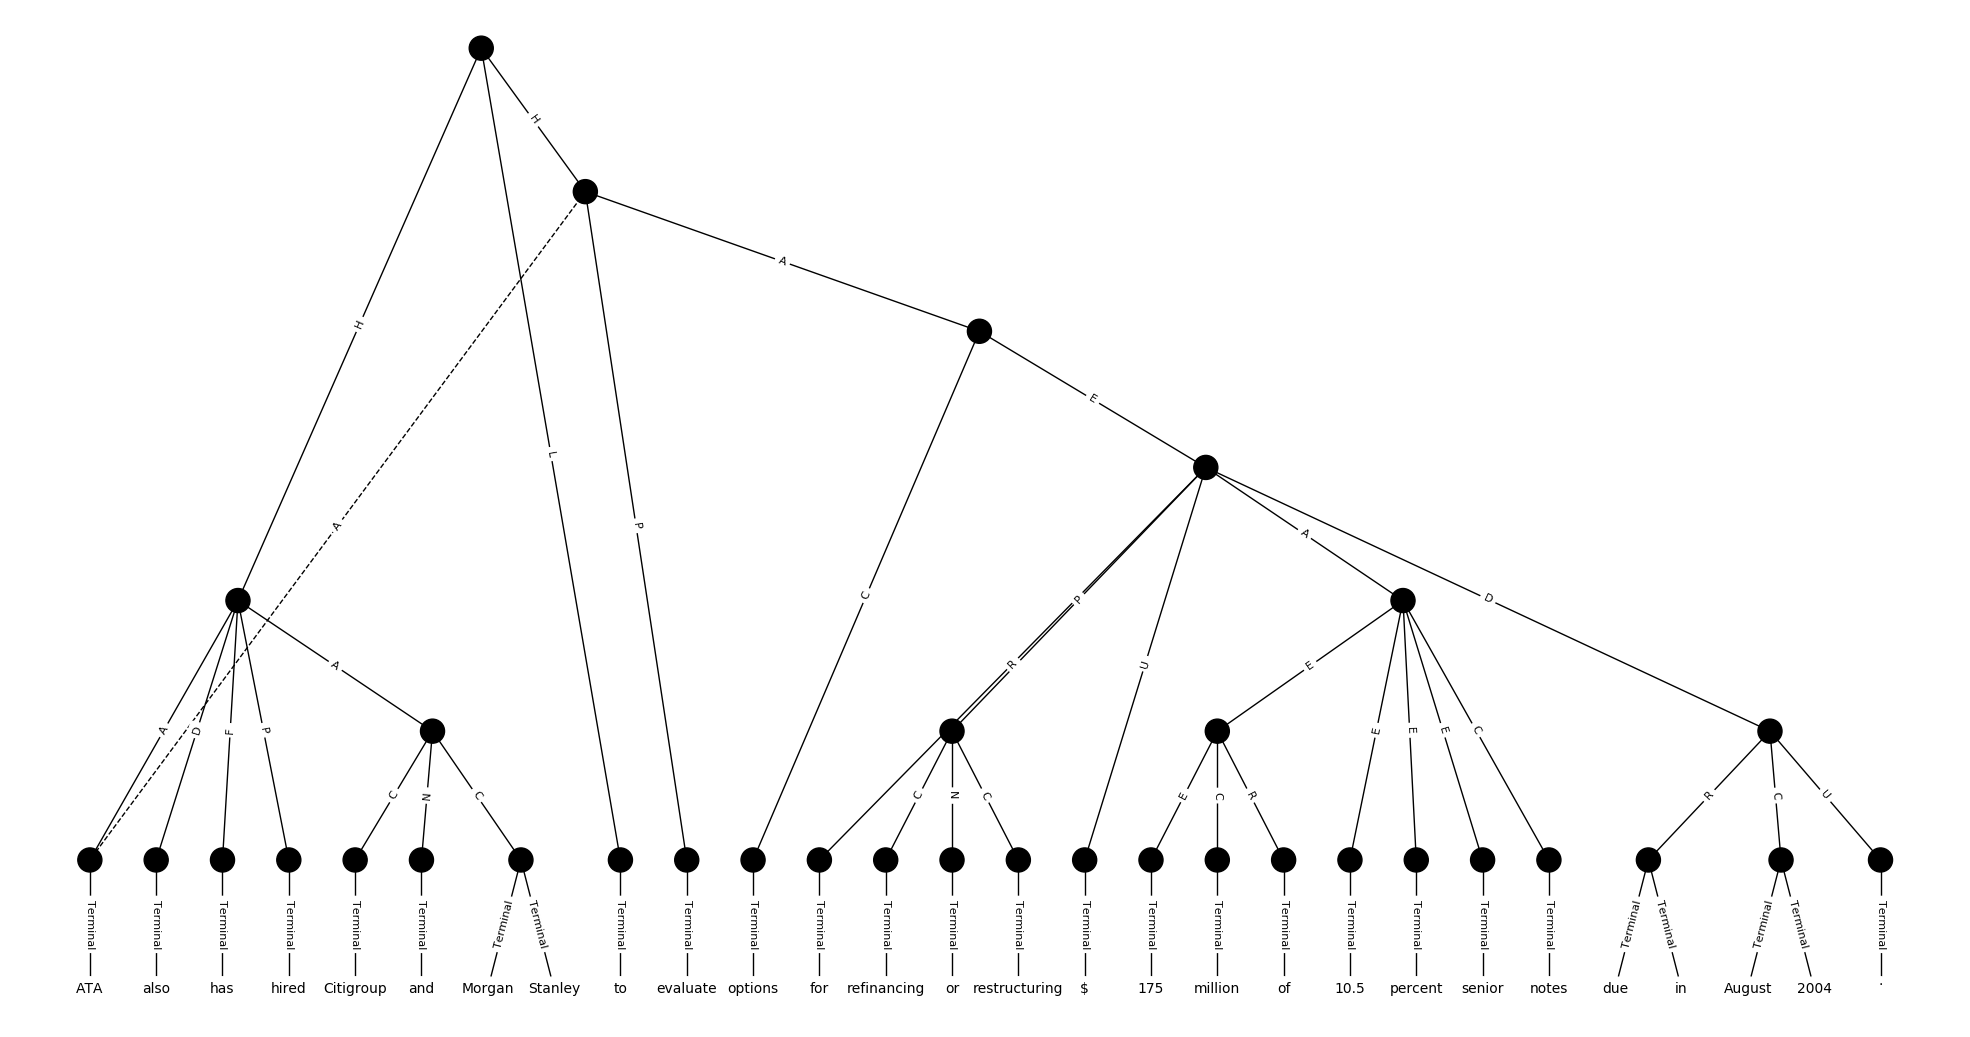 H
A
H
E
L
A
P
A
D
C
P
R
U
A
E
A
D
F
P
E
E
E
C
C
N
C
C
N
C
E
C
R
R
C
U
Terminal Terminal Terminal Terminal Terminal Terminal Terminal Terminal Terminal Terminal Terminal Terminal Terminal Terminal Terminal Terminal Terminal Terminal Terminal Terminal Terminal Terminal Terminal Terminal Terminal Terminal Terminal Terminal
ATA also has hired Citigroup and Morgan Stanley to evaluate options for refinancing or restructuring $ 175 million of 10.5 percent senior notes due in August 2004 .